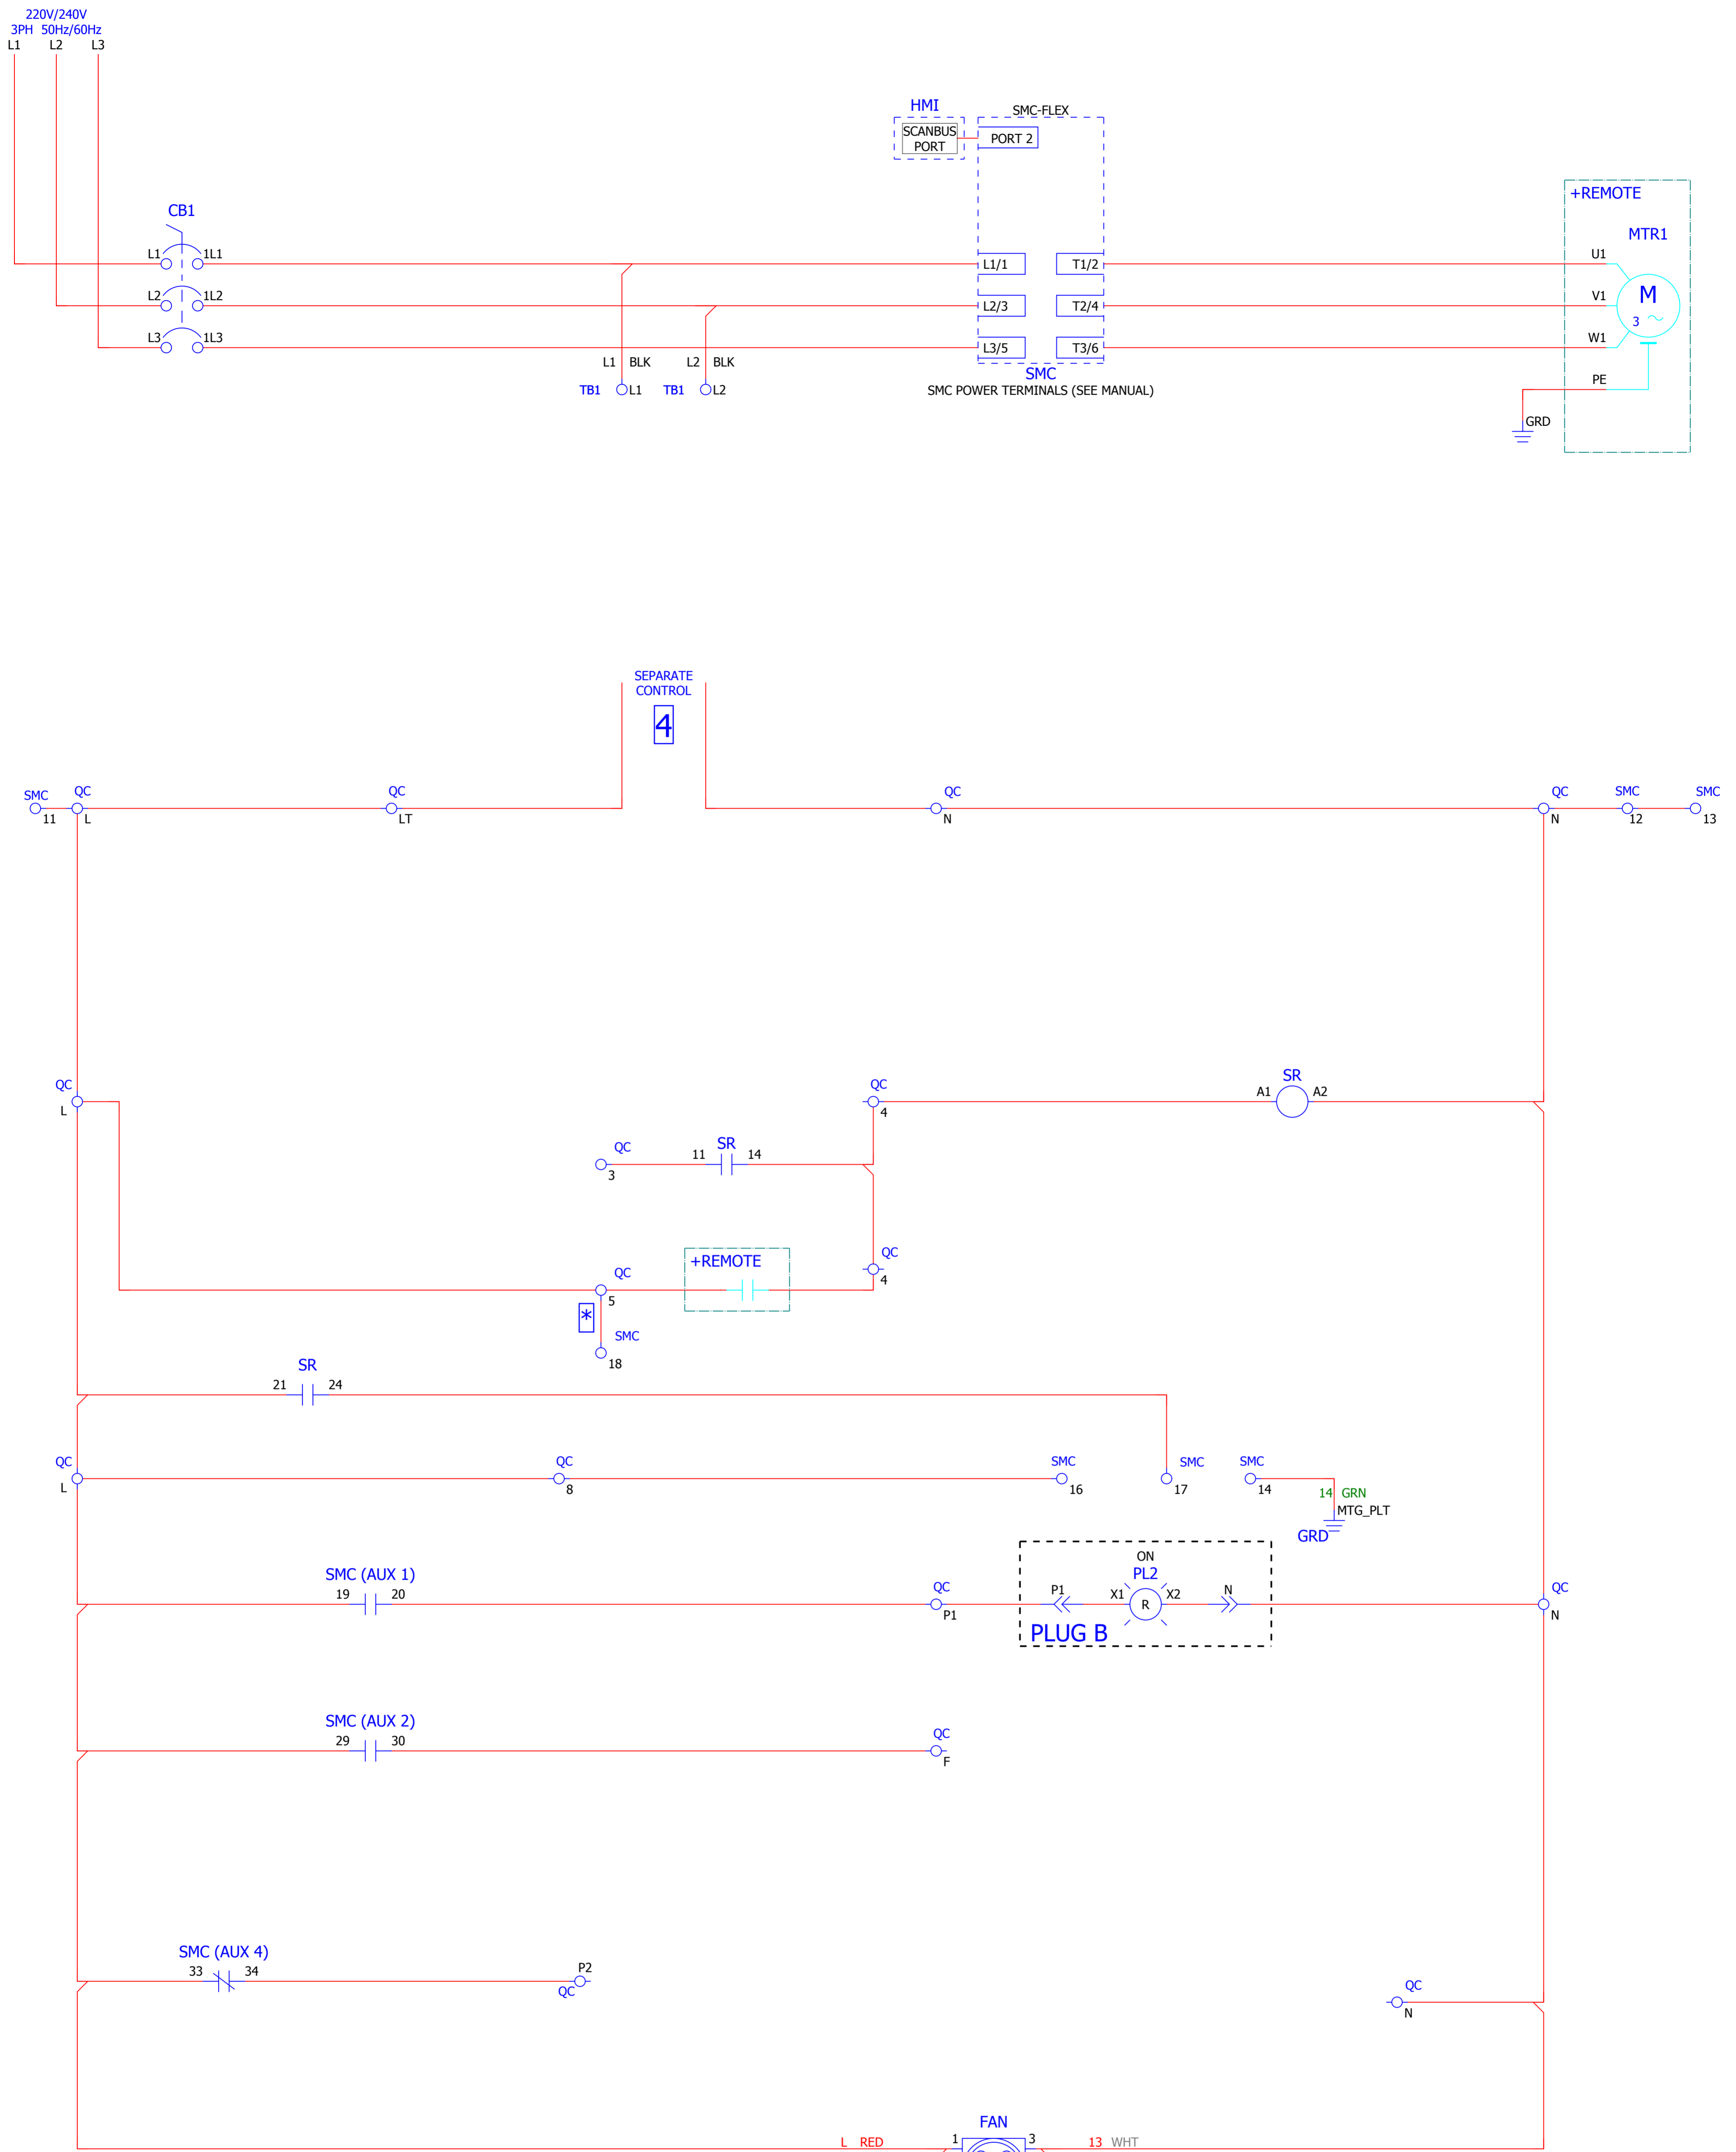 220V/240V
3PH 50Hz/60Hz
L1 L2 L3
HMI
SCANBUS
PORT
SMC-FLEX
PORT 2
+REMOTE
MTR1
CB1
L1 1L1
L2 1L2
L3 1L3
L1/1 T1/2
L2/3 T2/4
L3/5 T3/6
U1
V1
W1
PE
M
3
GRD
L1 BLK L2 BLK
TB1 L1 TB1 L2
SMC
SMC POWER TERMINALS (SEE MANUAL)
SEPARATE
CONTROL
4
SMC QC QC QC QC SMC SMC
11 L LT N N 12 13
QC QC SR
L 4 A1 A2
QC SR
3 11 14
+REMOTE
QC QC
5 4
*
SMC
18
SR
21 24
QC QC SMC SMC SMC
L 8 16 17 14
14 GRN
MTG_PLT
GRD
SMC (AUX 1)
19 20
QC
P1
ON
PL2
P1 X1 R X2 N
PLUG B
QC
N
SMC (AUX 2)
29 30
QC
F
SMC (AUX 4)
33 34
P2
QC
QC
N
FAN
L RED 1 3 13 WHT